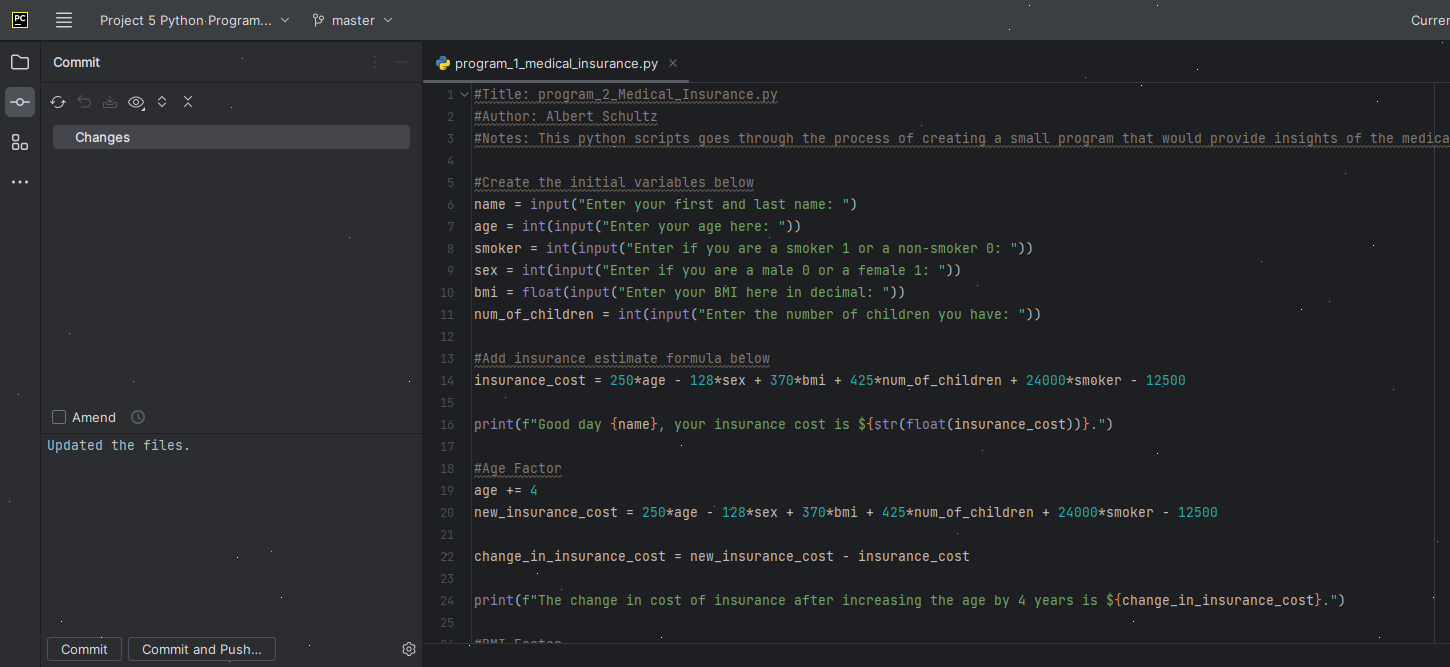 PC Project 5 Python Program... master Curren
Commit
program_1_medical_insurance.py
Changes
Amend
Updated the files.
Commit Commit and Push...
1 #Title: program_2_Medical_Insurance.py
2 #Author: Albert Schultz
3 #Notes: This python scripts goes through the process of creating a small program that would provide insights of the medica
4
5 #Create the initial variables below
6 name = input("Enter your first and last name: ")
7 age = int(input("Enter your age here: "))
8 smoker = int(input("Enter if you are a smoker 1 or a non-smoker 0: "))
9 sex = int(input("Enter if you are a male 0 or a female 1: "))
10 bmi = float(input("Enter your BMI here in decimal: "))
11 num_of_children = int(input("Enter the number of children you have: "))
12
13 #Add insurance estimate formula below
14 insurance_cost = 250*age - 128*sex + 370*bmi + 425*num_of_children + 24000*smoker - 12500
15
16 print(f"Good day {name}, your insurance cost is ${str(float(insurance_cost))}.")
17
18 #Age Factor
19 age += 4
20 new_insurance_cost = 250*age - 128*sex + 370*bmi + 425*num_of_children + 24000*smoker - 12500
21
22 change_in_insurance_cost = new_insurance_cost - insurance_cost
23
24 print(f"The change in cost of insurance after increasing the age by 4 years is ${change_in_insurance_cost}.")
25
26 #BMI Factor